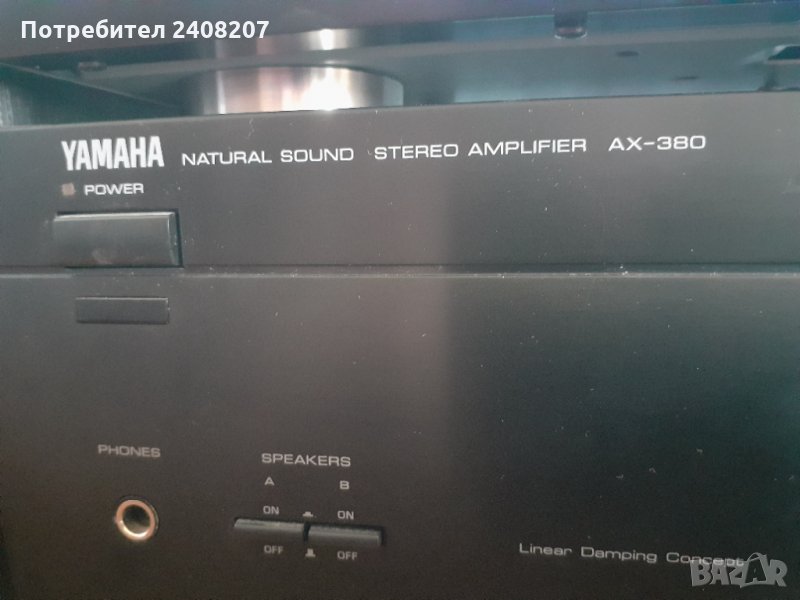 Потребител 2408207
YAMAHA NATURAL SOUND STEREO AMPLIFIER AX-380
POWER
PHONES
SPEAKERS
A B
ON ON
OFF OFF
Linear Damping Concept
BAZAR